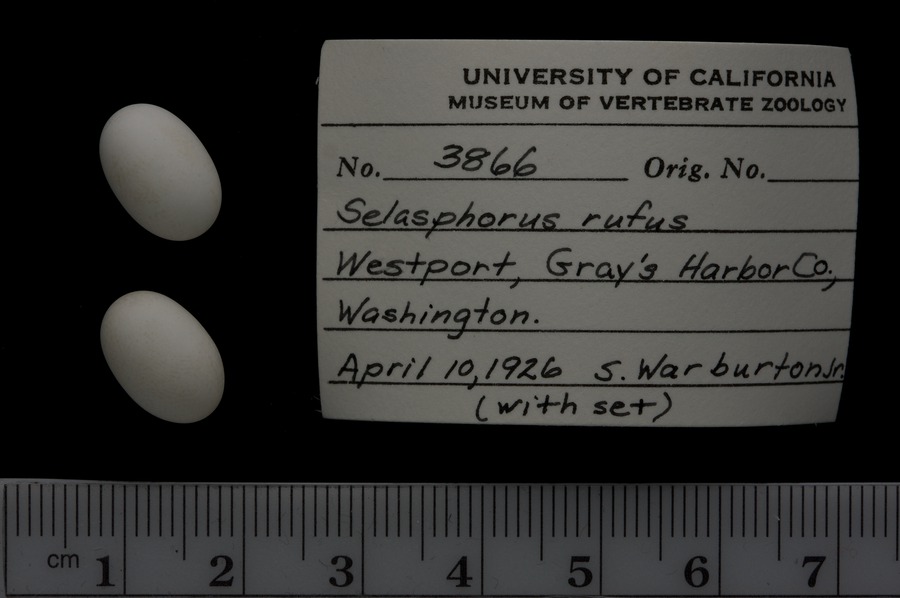 UNIVERSITY OF CALIFORNIA
MUSEUM OF VERTEBRATE ZOOLOGY
No. 3866 Orig. No.
Selasphorus rufus
Westport, Gray's Harbor Co.,
Washington.
April 10, 1926 S. Warburton Jr.
(with set)
cm 1 2 3 4 5 6 7